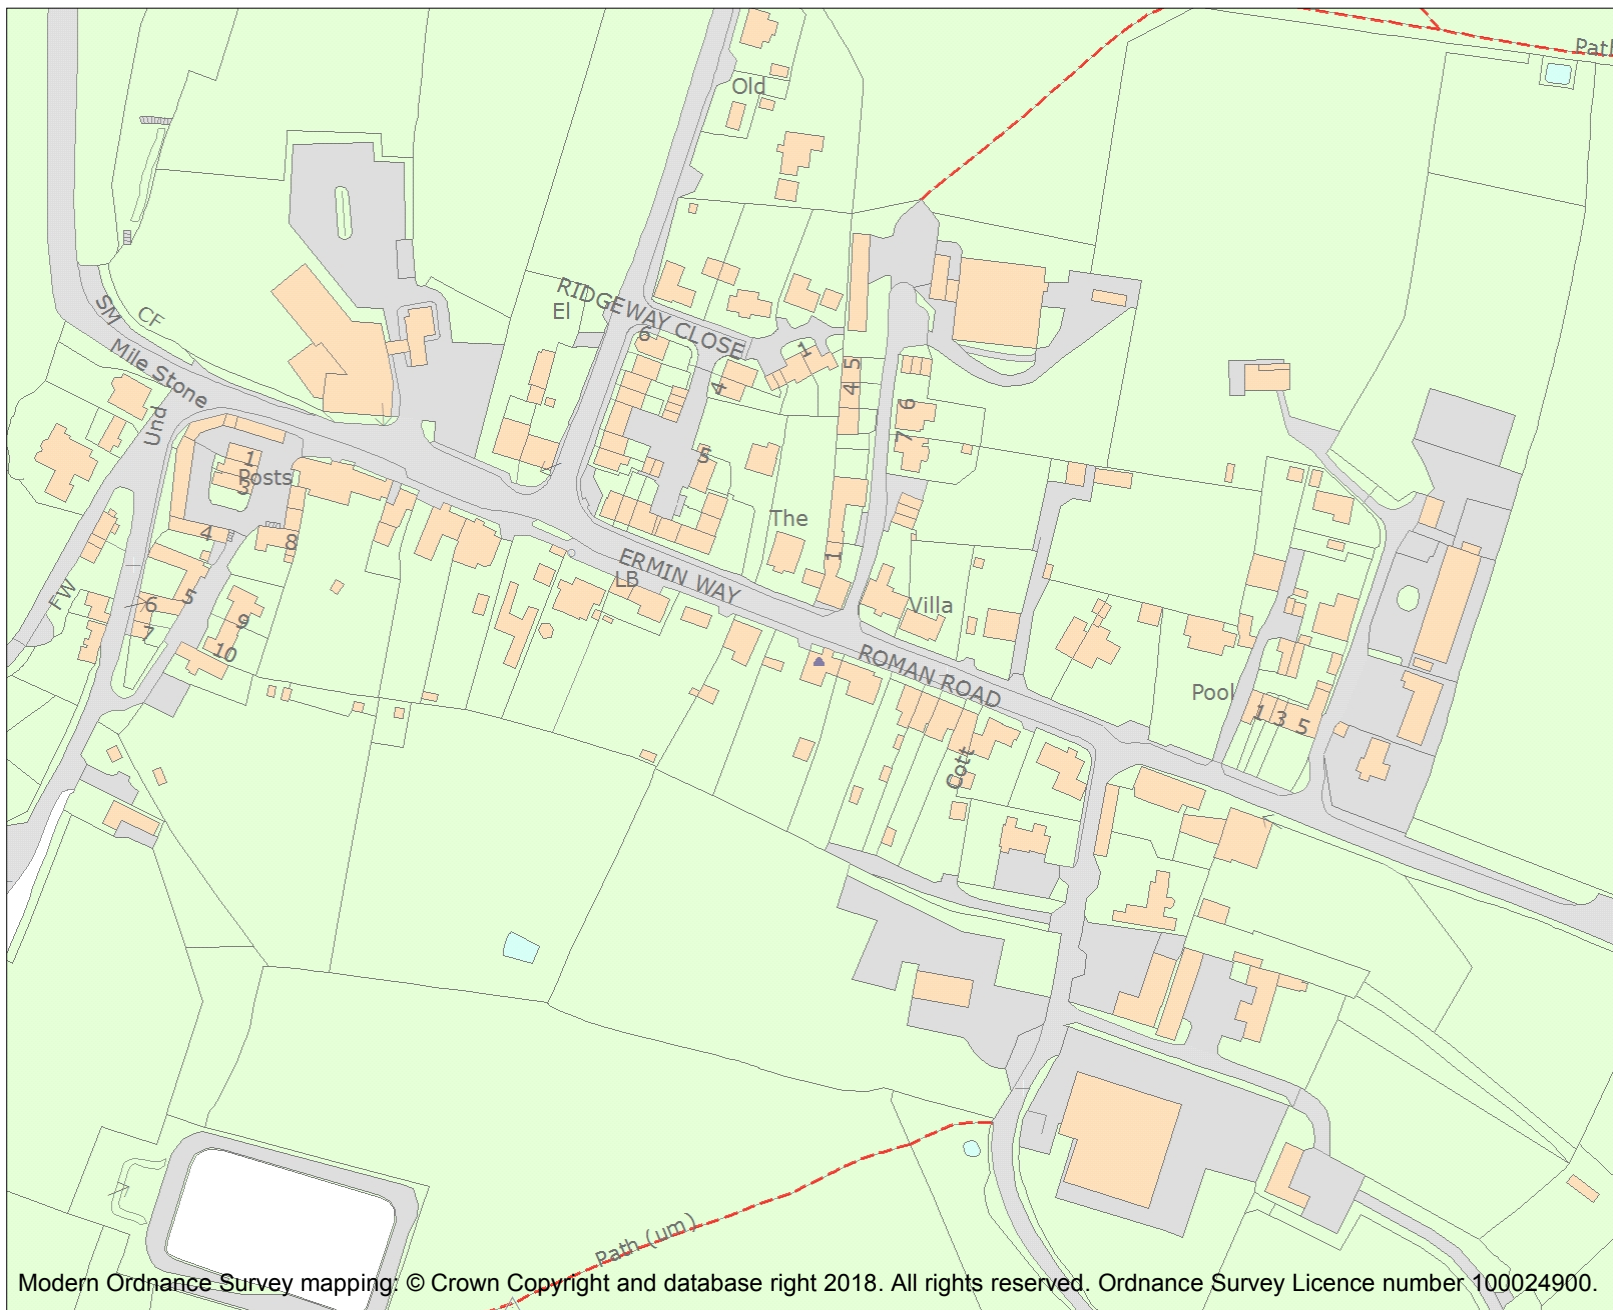 Path
Old
RIDGEWAY CLOSE
El
SM
CF
6
1
Mile Stone
4
4 5
6
Und
7
1
5
Posts
3
The
4
8
1
ERMIN WAY
LB
FW
5
6
Villa
9
7
10
ROMAN ROAD
Pool
1 3 5
Cott
Path (um)
Modern Ordnance Survey mapping: © Crown Copyright and database right 2018. All rights reserved. Ordnance Survey Licence number 100024900.